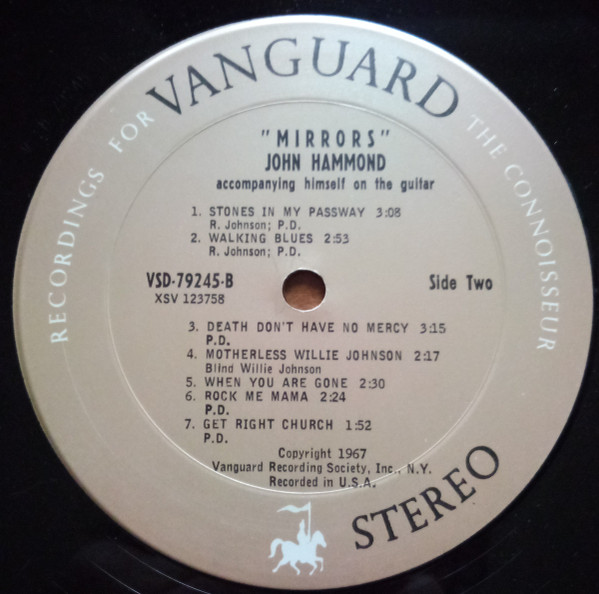 RECORDINGS FOR VANGUARD THE CONNOISSEUR
"MIRRORS"
JOHN HAMMOND
accompanying himself on the guitar
1. STONES IN MY PASSWAY 3:08
R. Johnson; P.D.
2. WALKING BLUES 2:53
R. Johnson; P.D.
VSD-79245-B Side Two
XSV 123758
3. DEATH DON'T HAVE NO MERCY 3:15
P.D.
4. MOTHERLESS WILLIE JOHNSON 2:17
Blind Willie Johnson
5. WHEN YOU ARE GONE 2:30
6. ROCK ME MAMA 2:24
P.D.
7. GET RIGHT CHURCH 1:52
P.D.
Copyright 1967
Vanguard Recording Society, Inc., N.Y.
Recorded in U.S.A.
STEREO